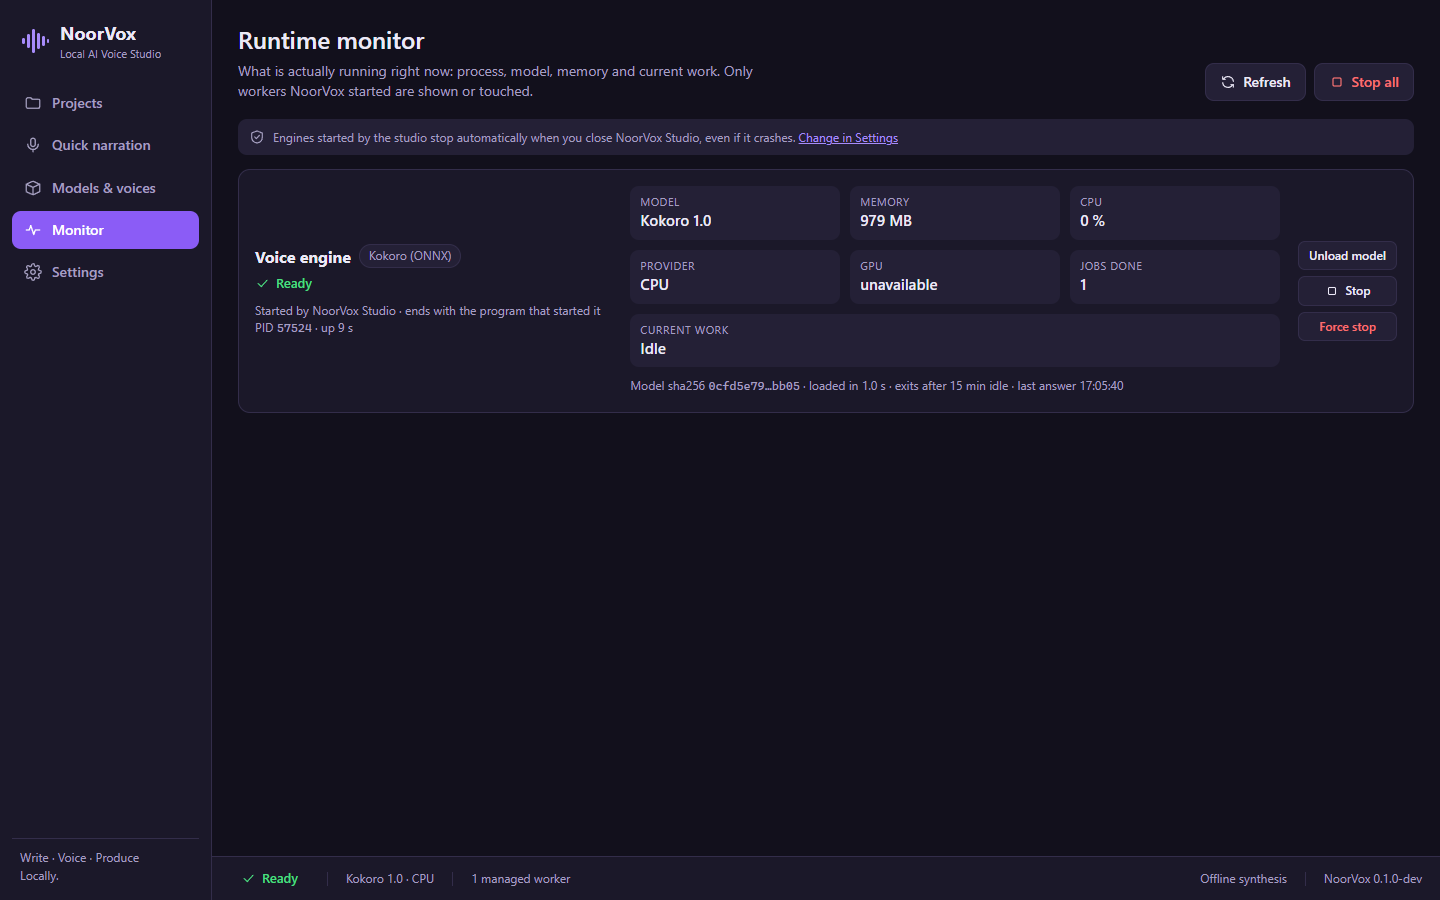 NoorVox
Local AI Voice Studio
Projects
Quick narration
Models & voices
Monitor
Settings
Write · Voice · Produce
Locally.
Runtime monitor
What is actually running right now: process, model, memory and current work. Only
workers NoorVox started are shown or touched.
Refresh
Stop all
Engines started by the studio stop automatically when you close NoorVox Studio, even if it crashes. Change in Settings
Voice engine
Kokoro (ONNX)
Ready
Started by NoorVox Studio · ends with the program that started it
PID 57524 · up 9 s
MODEL
Kokoro 1.0
MEMORY
979 MB
CPU
0 %
PROVIDER
CPU
GPU
unavailable
JOBS DONE
1
CURRENT WORK
Idle
Model sha256 0cfd5e79…bb05 · loaded in 1.0 s · exits after 15 min idle · last answer 17:05:40
Unload model
Stop
Force stop
Ready
Kokoro 1.0 · CPU
1 managed worker
Offline synthesis
NoorVox 0.1.0-dev